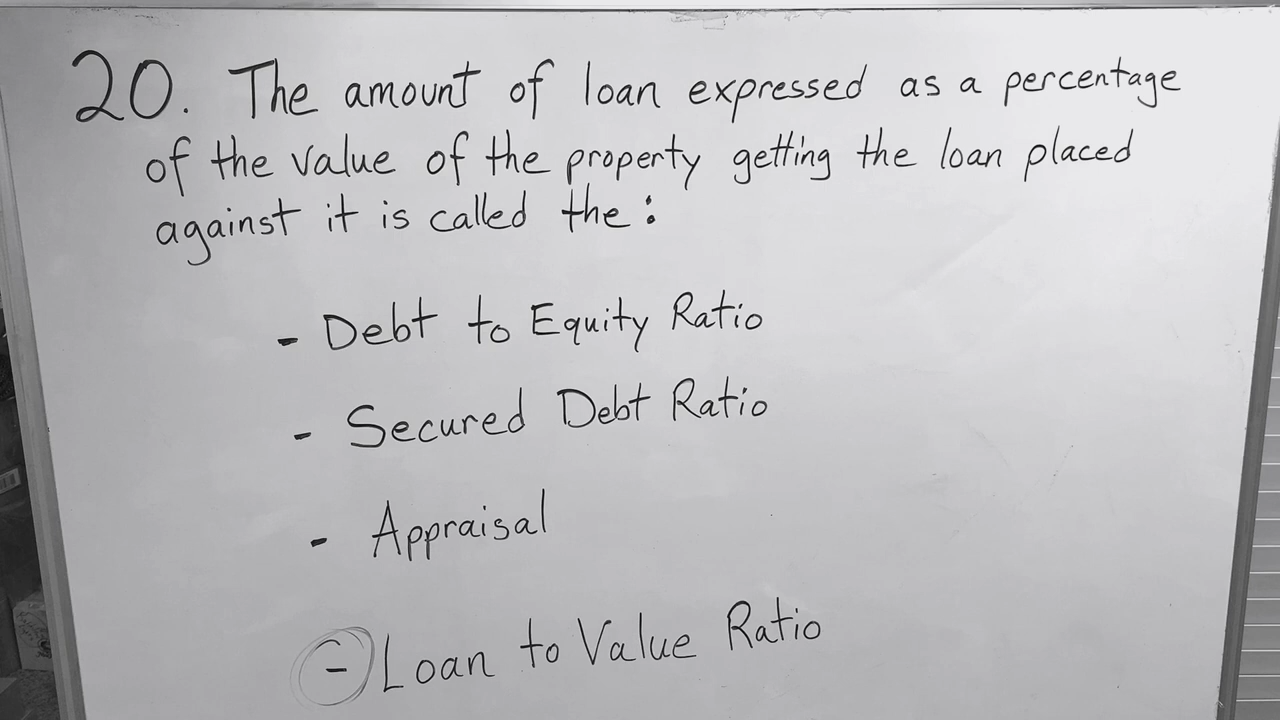 20. The amount of loan expressed as a percentage
of the value of the property getting the loan placed
against it is called the:
- Debt to Equity Ratio
- Secured Debt Ratio
- Appraisal
- Loan to Value Ratio